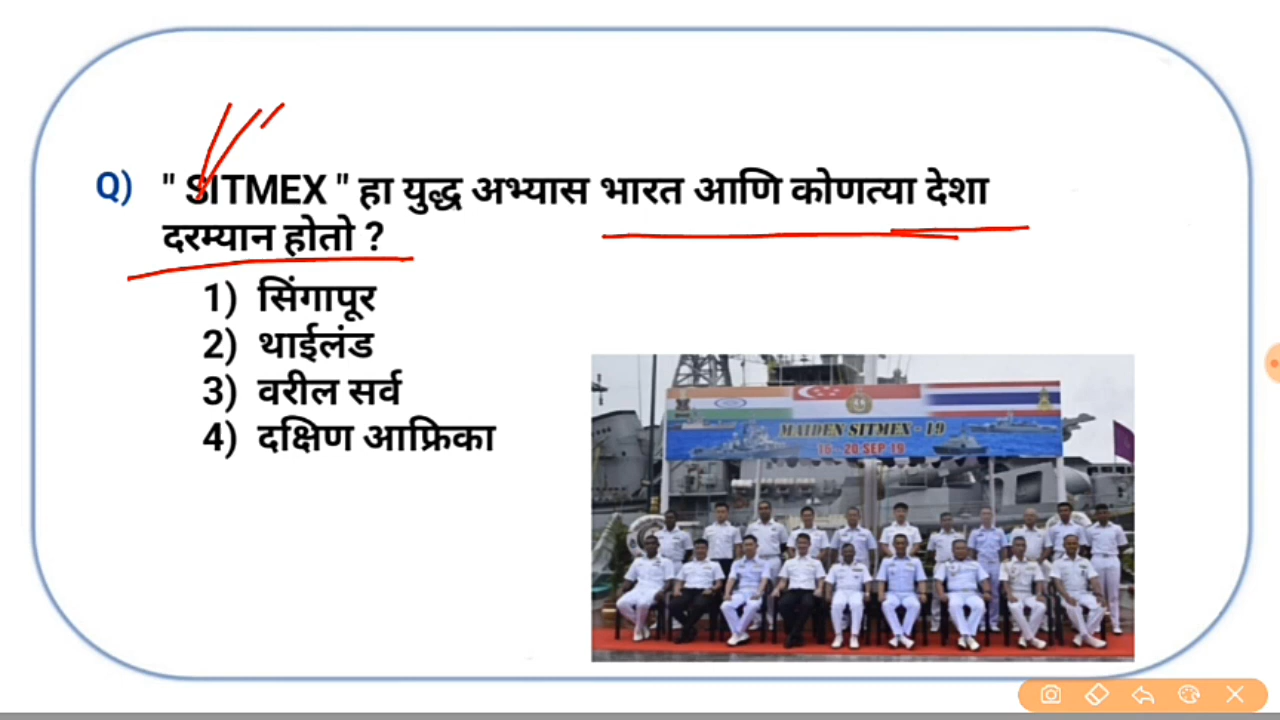 Q) " SITMEX " हा युद्ध अभ्यास भारत आणि कोणत्या देशा
दरम्यान होतो ?
1) सिंगापूर
2) थाईलंड
3) वरील सर्व
4) दक्षिण आफ्रिका
MAIDEN SITMEX - 19
16 - 20 SEP 19